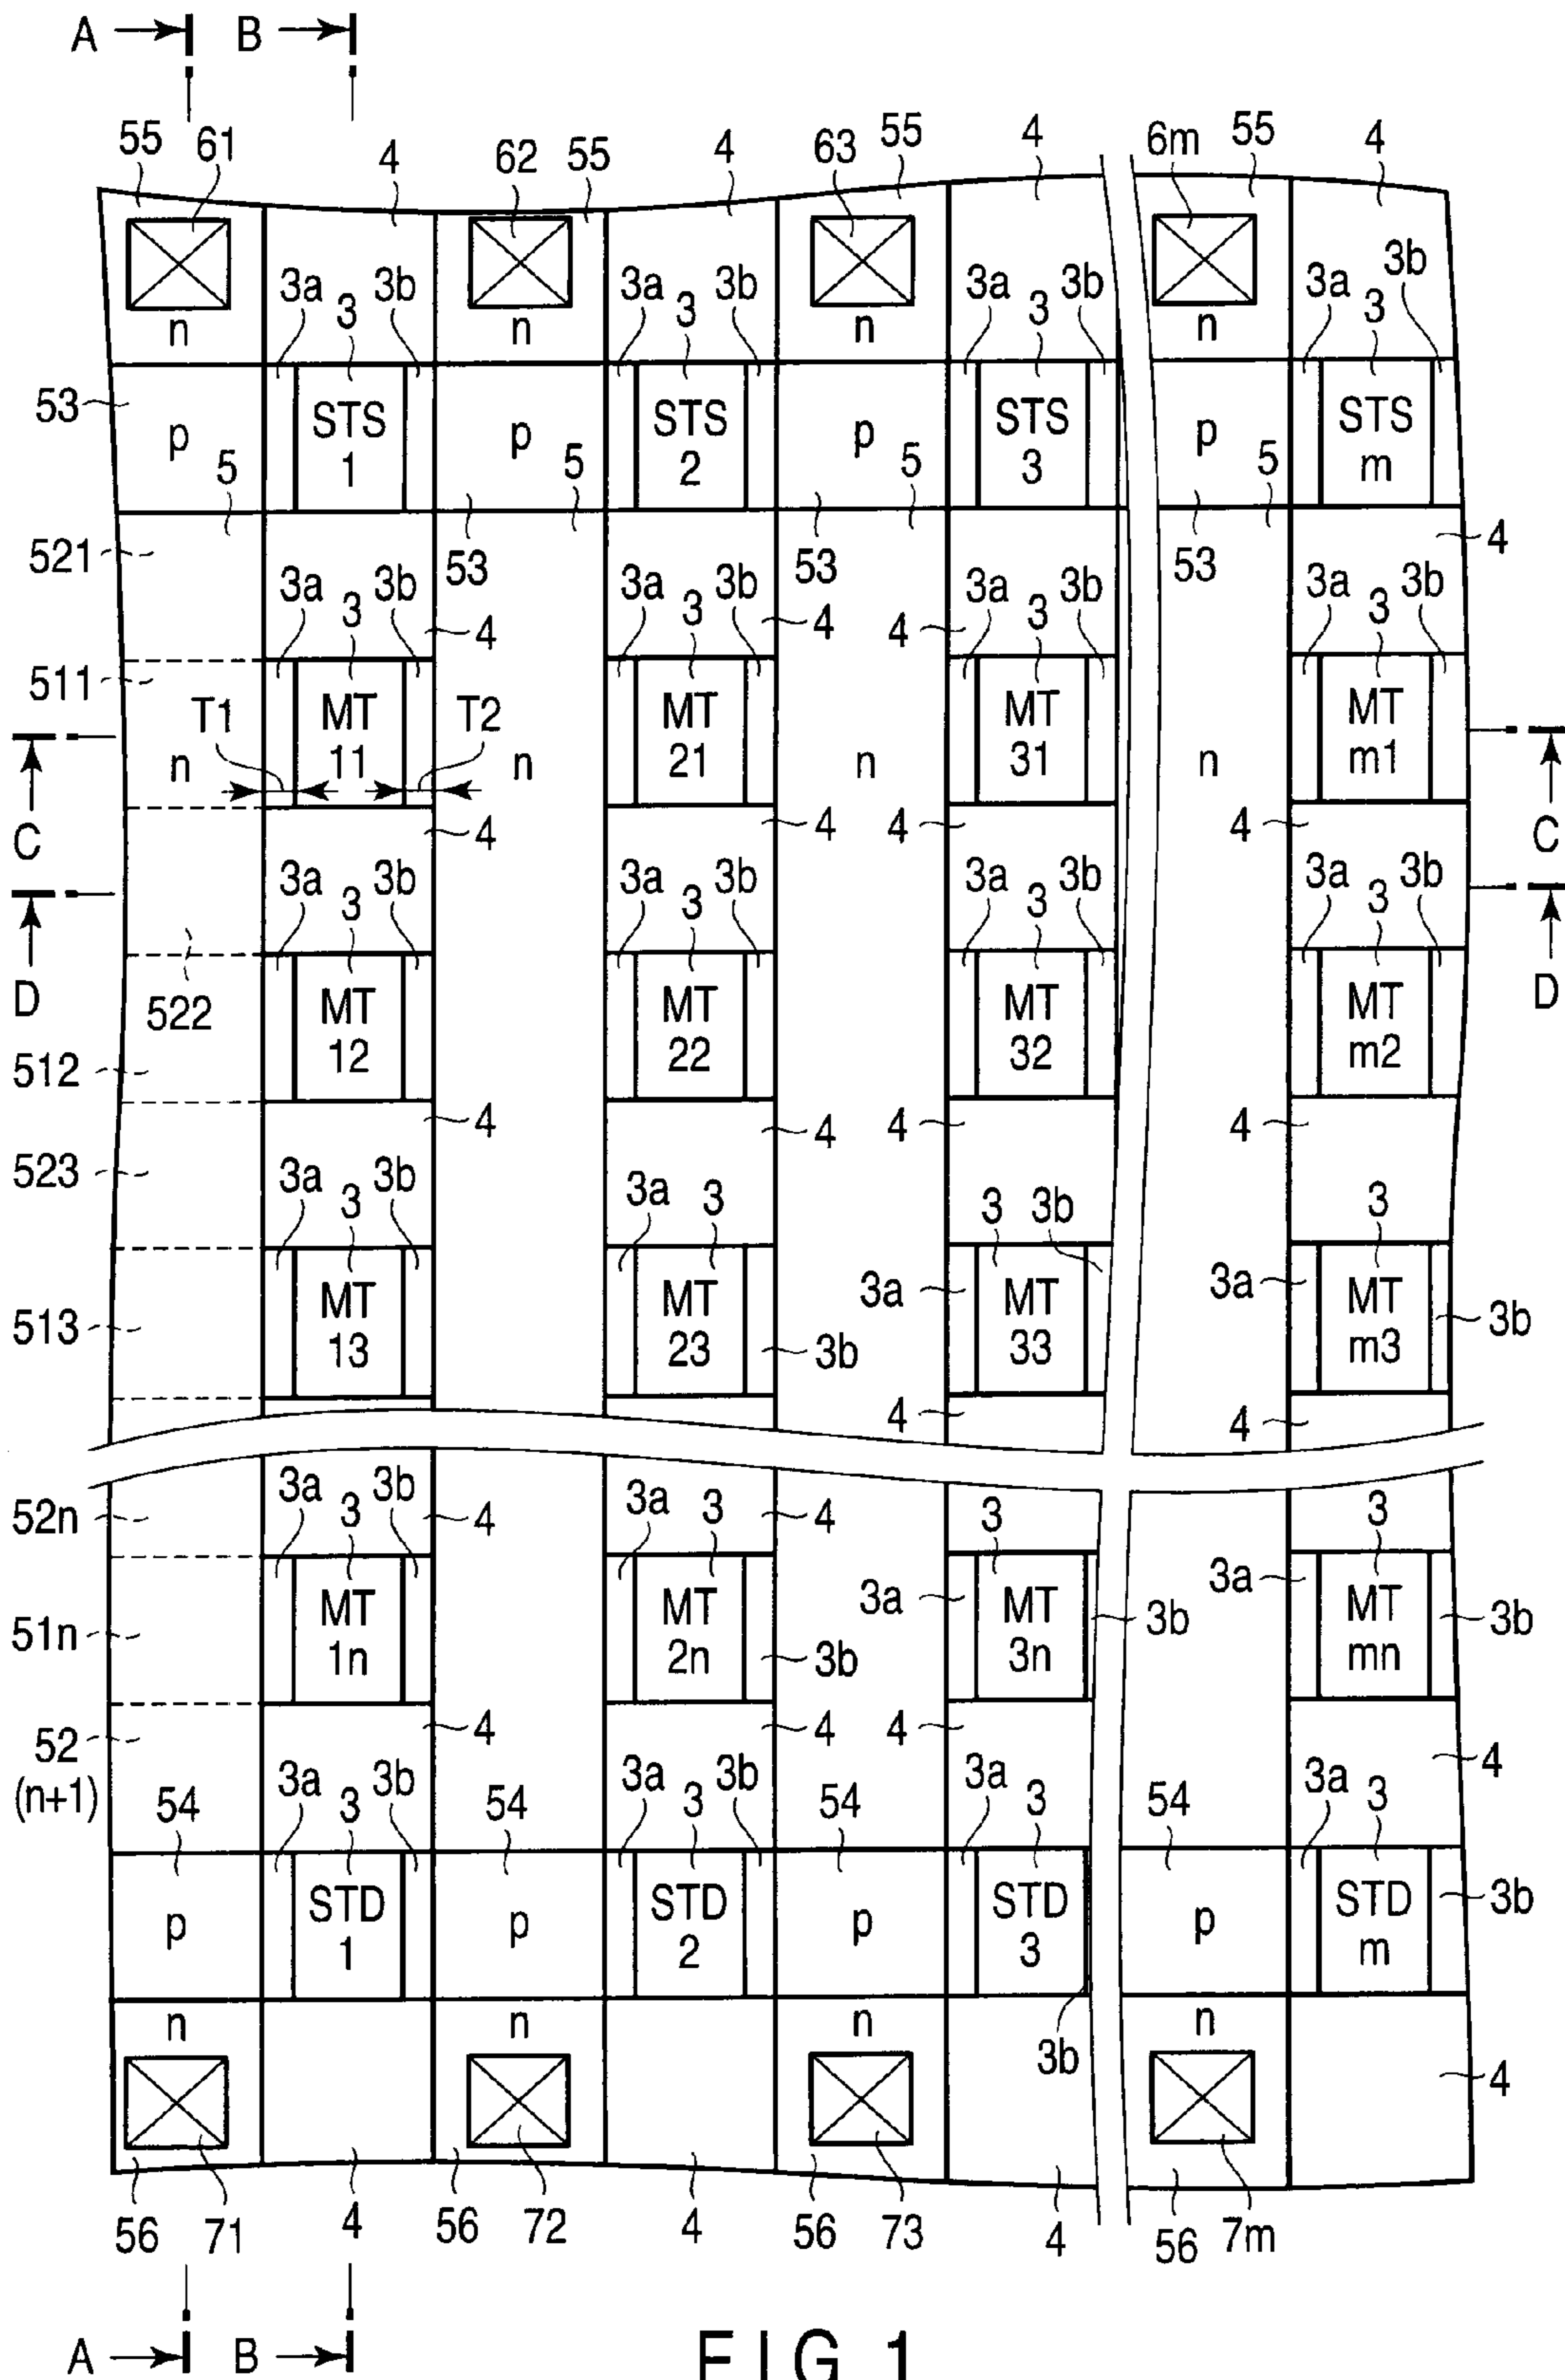 A B
55 61 4 62 55 4 63 55 4 6m 55 4
3a 3 3b 3a 3 3b 3a 3 3b 3a 3 3b
n n n n
53 p STS 1 p STS 2 p STS 3 p STS m
5 5 5 5
521 53 53 53 4
3a 3 3b 4 3a 3 3b 4 4 3a 3 3b 3a 3 3b
511 T1 MT 11 T2 MT 21 MT 31 MT m1
n n n n
C 4 4 4 4 C
3a 3 3b 3a 3 3b 3a 3 3b 3a 3 3b
D 522 MT 12 MT 22 MT 32 MT m2 D
512
4 4 4 4
523 3a 3 3b 3a 3 3 3b 3
513 MT 13 MT 23 3b 3a MT 33 3a MT m3 3b
4 4
52n 3a 3 3b 4 3a 3 4 3 3
51n MT 1n MT 2n 3b 3a MT 3n 3b 3a MT mn 3b
52 (n+1) 4 4 4 4
54 3a 3 3b 54 3a 3 3b 54 3a 3 54 3a 3
p STD 1 p STD 2 p STD 3 p STD m 3b
n n n n
3b 4
56 71 4 56 72 4 56 73 4 56 7m
A B
FIG. 1